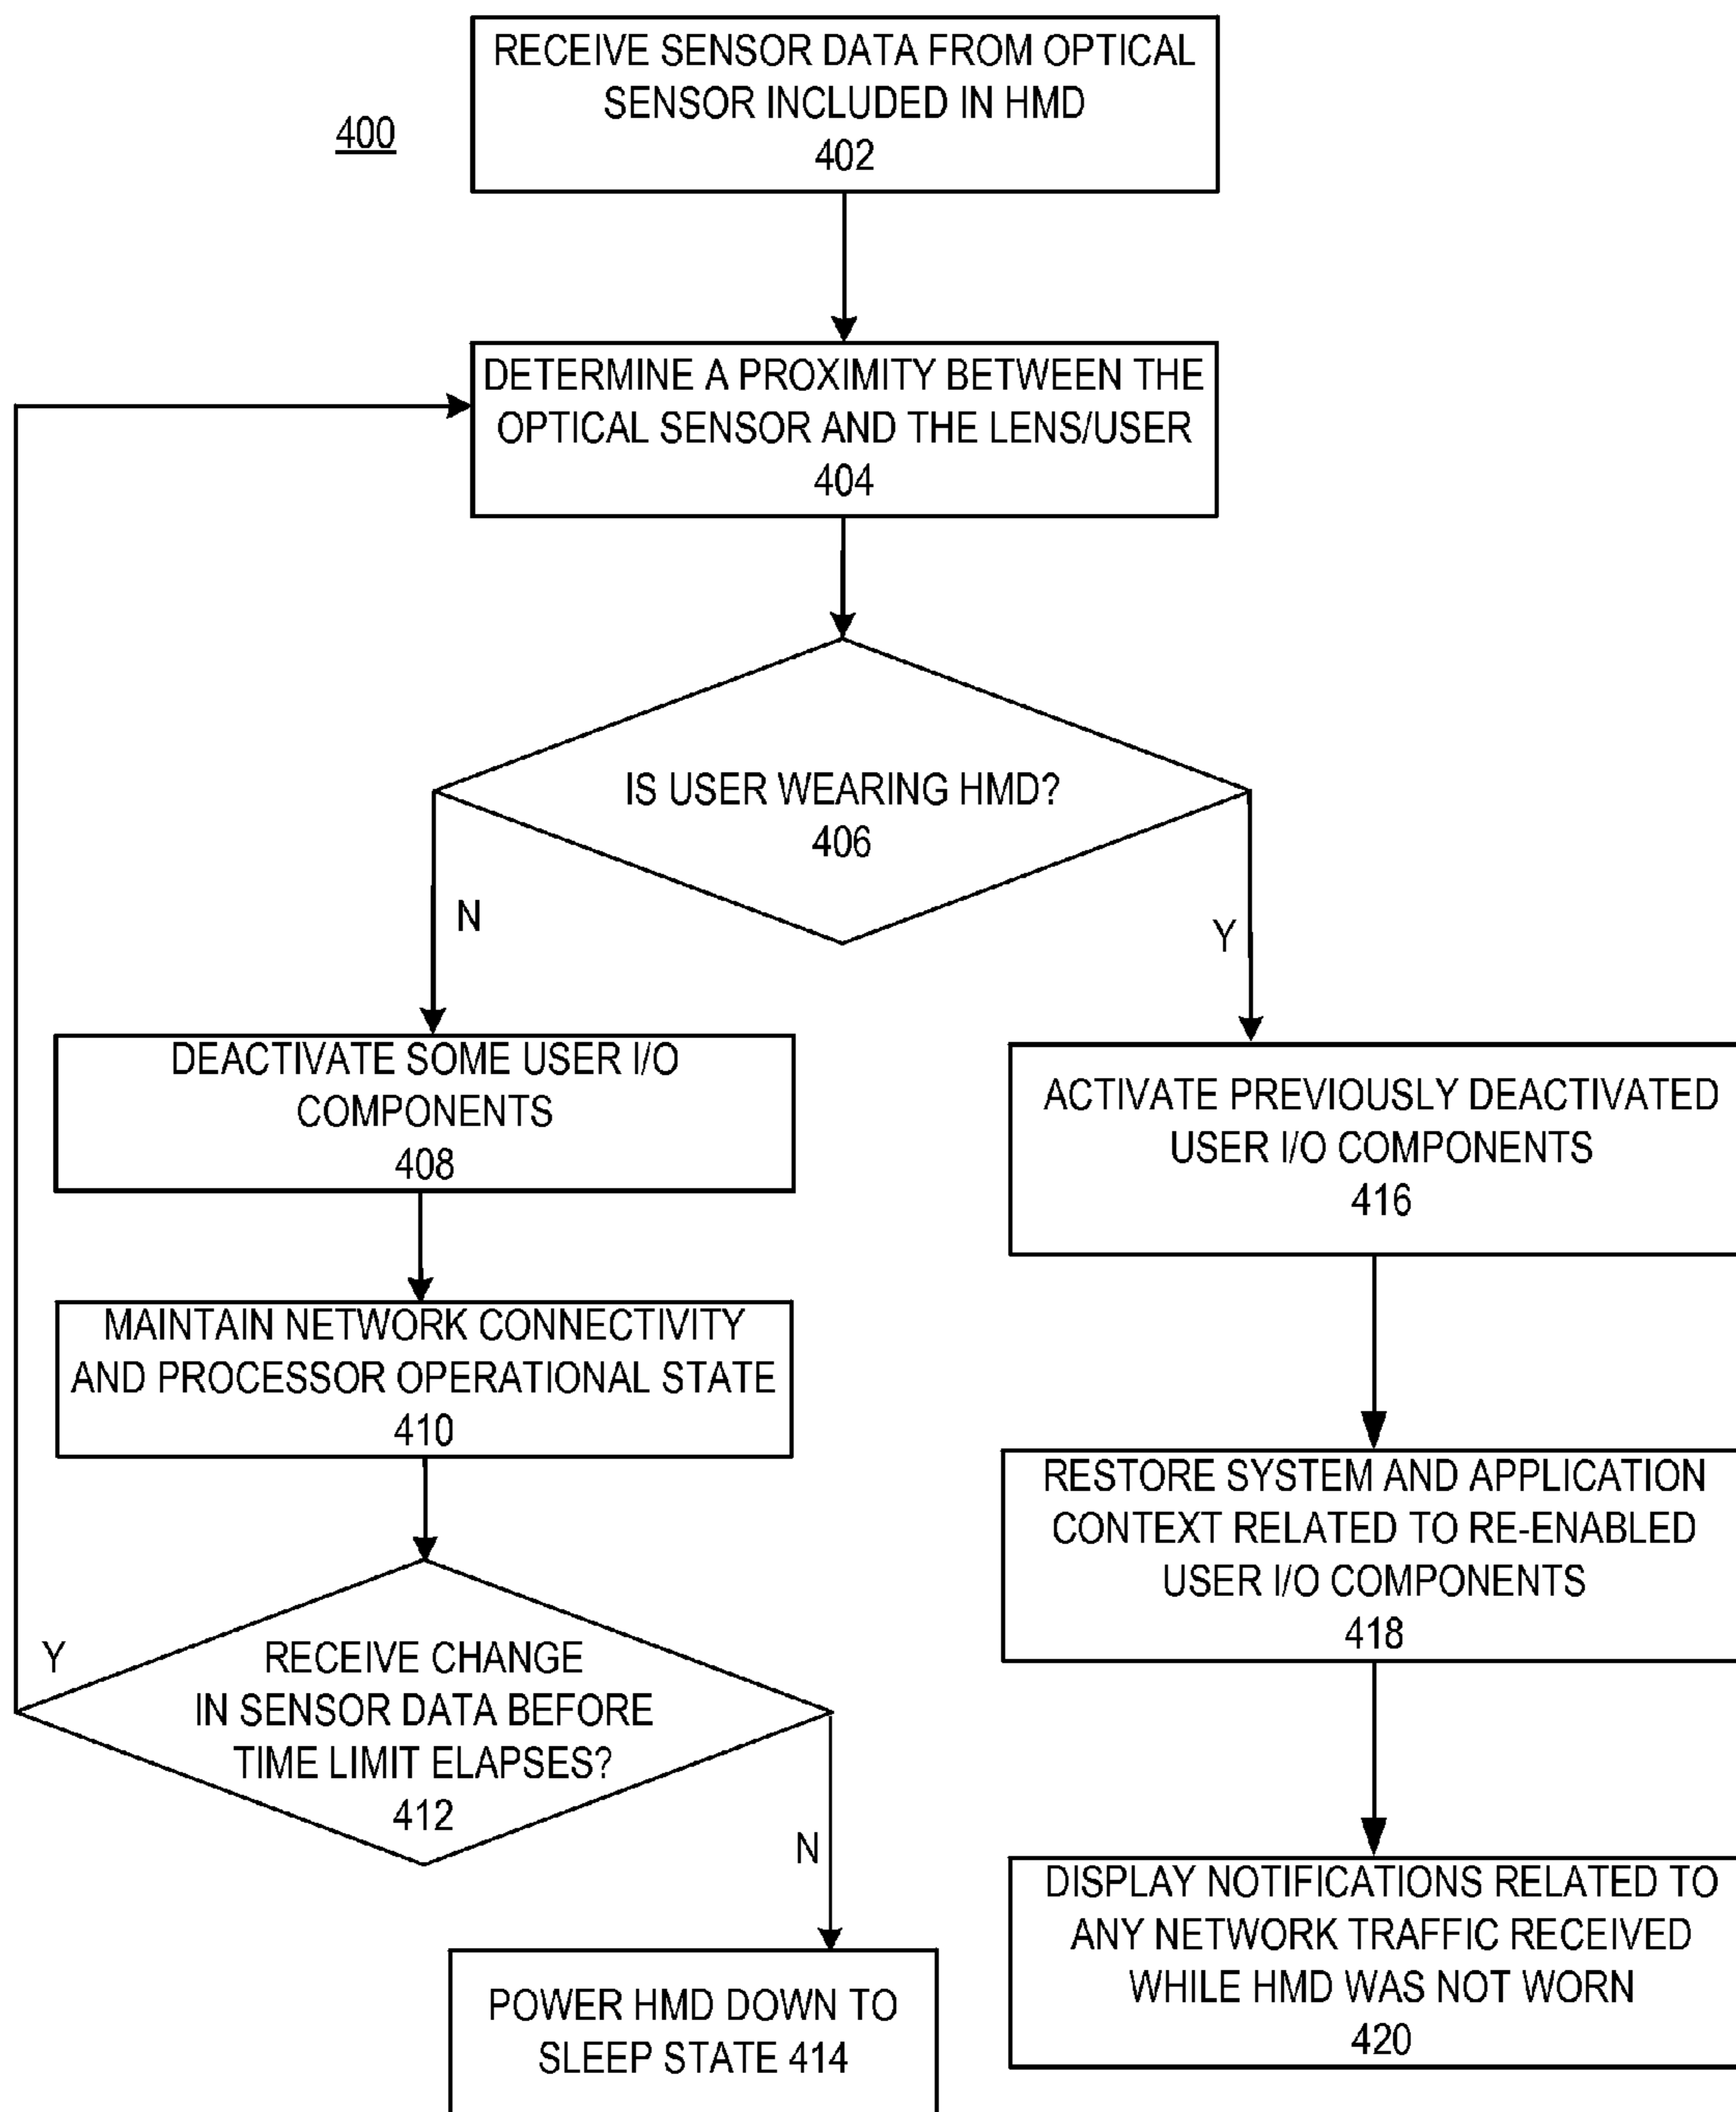 RECEIVE SENSOR DATA FROM OPTICAL
SENSOR INCLUDED IN HMD
402
400
DETERMINE A PROXIMITY BETWEEN THE
OPTICAL SENSOR AND THE LENS/USER
404
IS USER WEARING HMD?
406
N
Y
DEACTIVATE SOME USER I/O
COMPONENTS
408
MAINTAIN NETWORK CONNECTIVITY
AND PROCESSOR OPERATIONAL STATE
410
RECEIVE CHANGE
IN SENSOR DATA BEFORE
TIME LIMIT ELAPSES?
412
Y
N
POWER HMD DOWN TO
SLEEP STATE 414
ACTIVATE PREVIOUSLY DEACTIVATED
USER I/O COMPONENTS
416
RESTORE SYSTEM AND APPLICATION
CONTEXT RELATED TO RE-ENABLED
USER I/O COMPONENTS
418
DISPLAY NOTIFICATIONS RELATED TO
ANY NETWORK TRAFFIC RECEIVED
WHILE HMD WAS NOT WORN
420